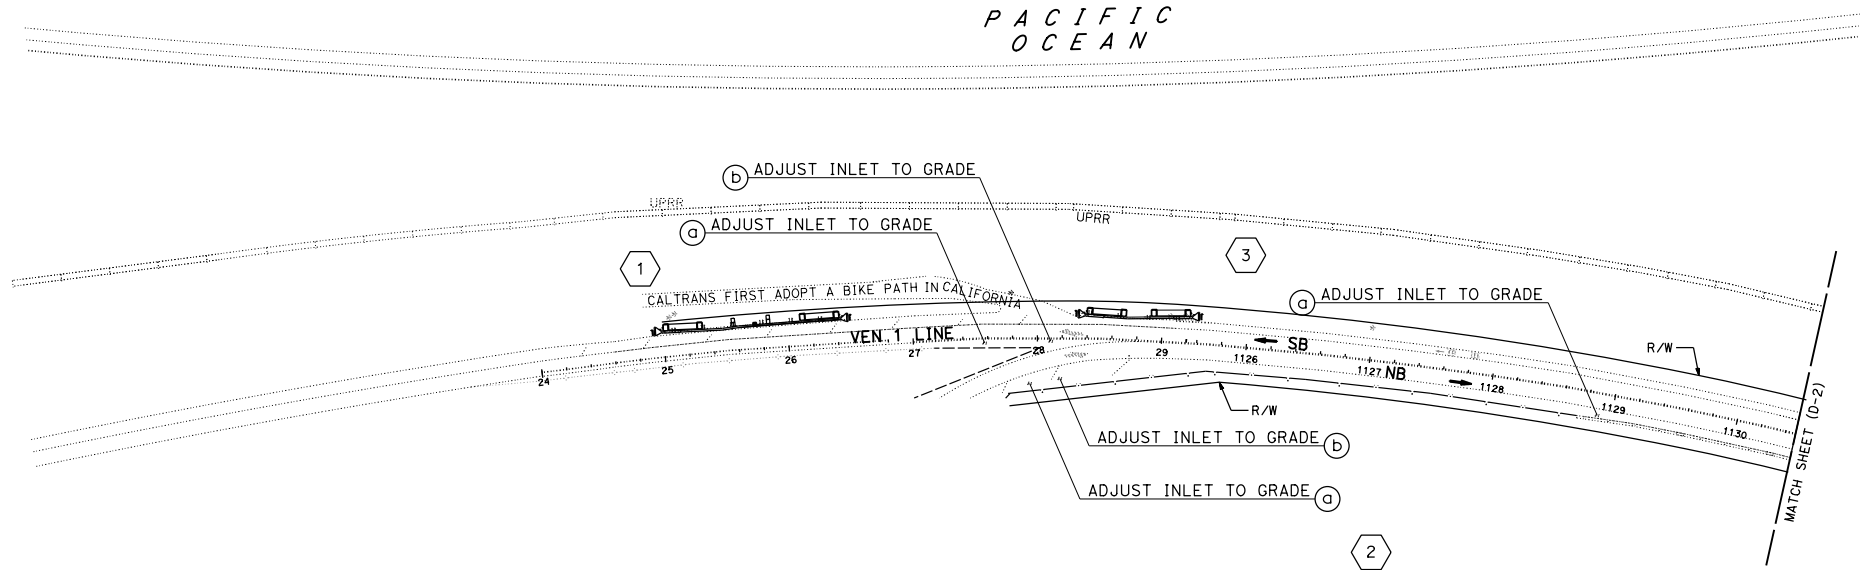 PACIFIC
OCEAN
b ADJUST INLET TO GRADE
UPRR
UPRR
a ADJUST INLET TO GRADE
3
1
CALTRANS FIRST ADOPT A BIKE PATH IN CALIFORNIA
a ADJUST INLET TO GRADE
VEN 1 LINE
SB
R/W
24
25
26
27
28
29
1126
1127
NB
1128
1129
1130
R/W
MATCH SHEET (D-2)
ADJUST INLET TO GRADE b
ADJUST INLET TO GRADE a
2